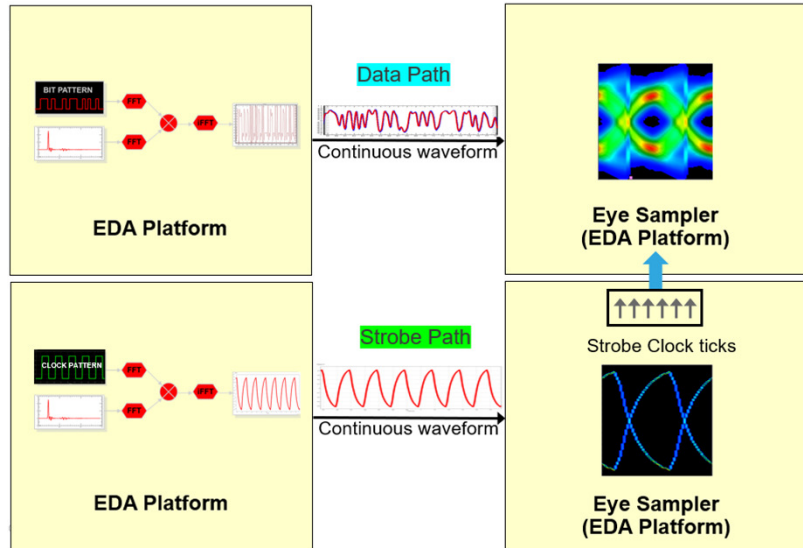 BIT PATTERN
FFT
FFT
IFFT
EDA Platform
Data Path
Continuous waveform
Eye Sampler
(EDA Platform)
CLOCK PATTERN
FFT
FFT
IFFT
EDA Platform
Strobe Path
Continuous waveform
Strobe Clock ticks
Eye Sampler
(EDA Platform)